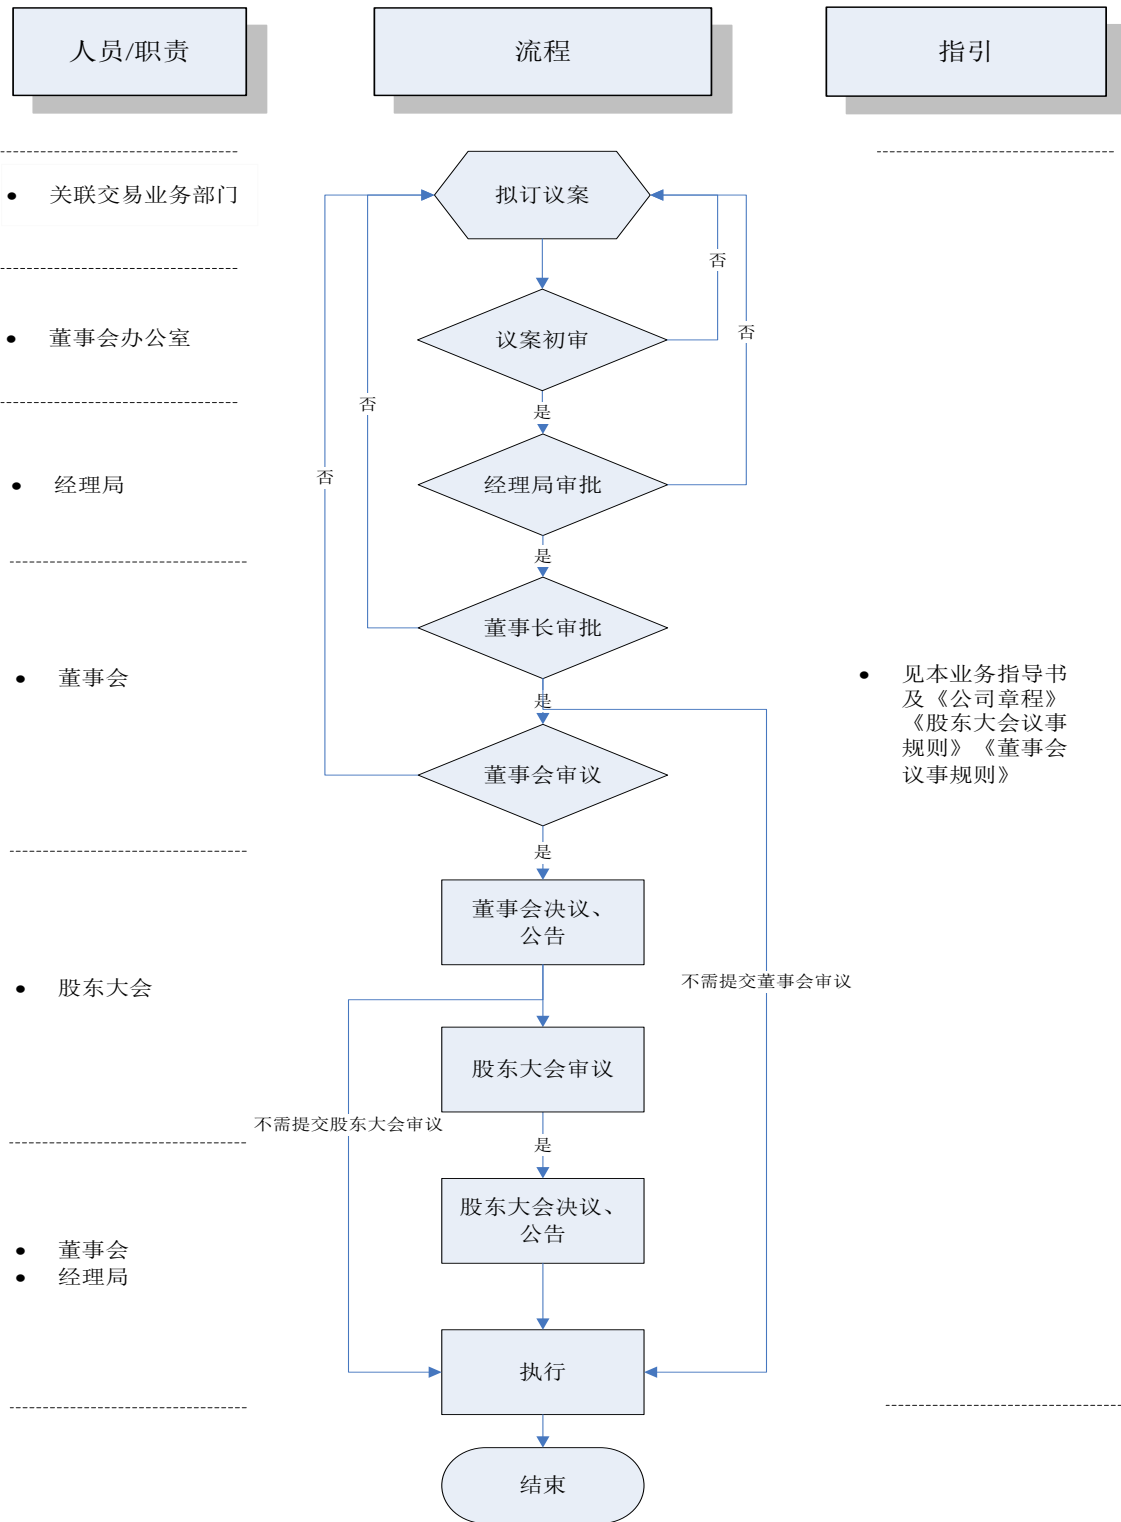 人员/职责
流程
指引
• 关联交易业务部门
拟订议案
否
• 董事会办公室
议案初审
否
否
是
• 经理局
经理局审批
否
是
董事长审批
• 董事会
• 见本业务指导书
及《公司章程》
《股东大会议事
规则》《董事会
议事规则》
是
董事会审议
是
董事会决议、
公告
• 股东大会
不需提交董事会审议
股东大会审议
不需提交股东大会审议
是
股东大会决议、
公告
• 董事会
• 经理局
执行
结束